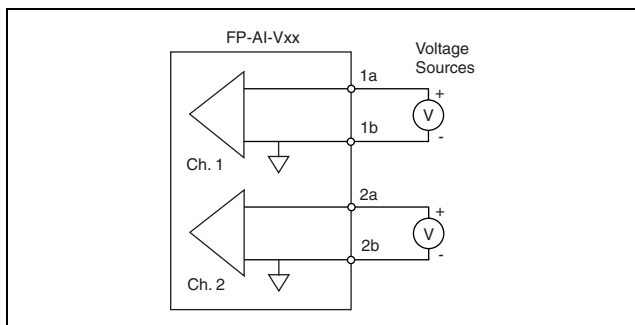 FP-AI-Vxx
Voltage
Sources
1a
+
V
1b
-
Ch. 1
2a
+
V
2b
-
Ch. 2